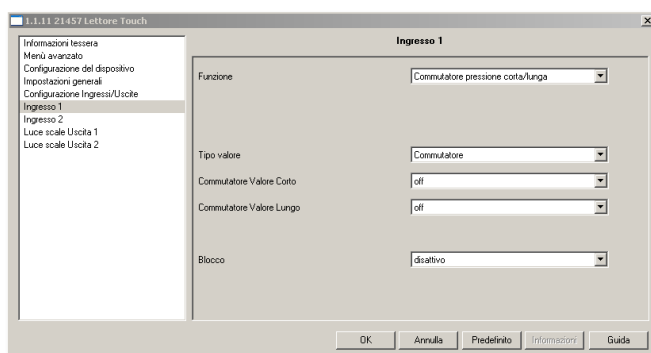 1.1.11 21457 Lettore Touch
Informazioni tessera
Menù avanzato
Configurazione del dispositivo
Impostazioni generali
Configurazione Ingressi/Uscite
Ingresso 1
Ingresso 2
Luce scale Uscita 1
Luce scale Uscita 2
Ingresso 1
Funzione Commutatore pressione corta/lunga
Tipo valore Commutatore
Commutatore Valore Corto off
Commutatore Valore Lungo off
Blocco disattivo
OK Annulla Predefinito Informazioni Guida